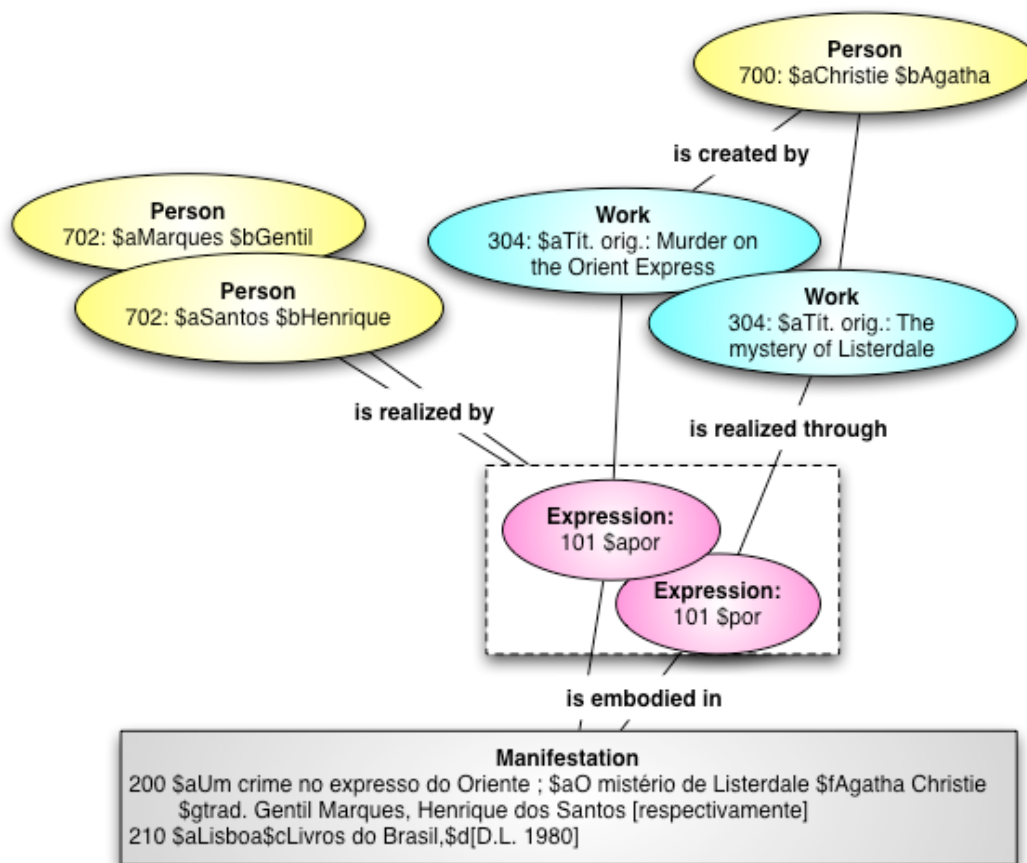 Person
700: $aChristie $bAgatha
is created by
Person
702: $aMarques $bGentil
Person
702: $aSantos $bHenrique
Work
304: $aTít. orig.: Murder on
the Orient Express
Work
304: $aTít. orig.: The
mystery of Listerdale
is realized by
is realized through
Expression:
101 $apor
Expression:
101 $por
is embodied in
Manifestation
200 $aUm crime no expresso do Oriente ; $aO mistério de Listerdale $fAgatha Christie
$gtrad. Gentil Marques, Henrique dos Santos [respectivamente]
210 $aLisboa$cLivros do Brasil,$d[D.L. 1980]